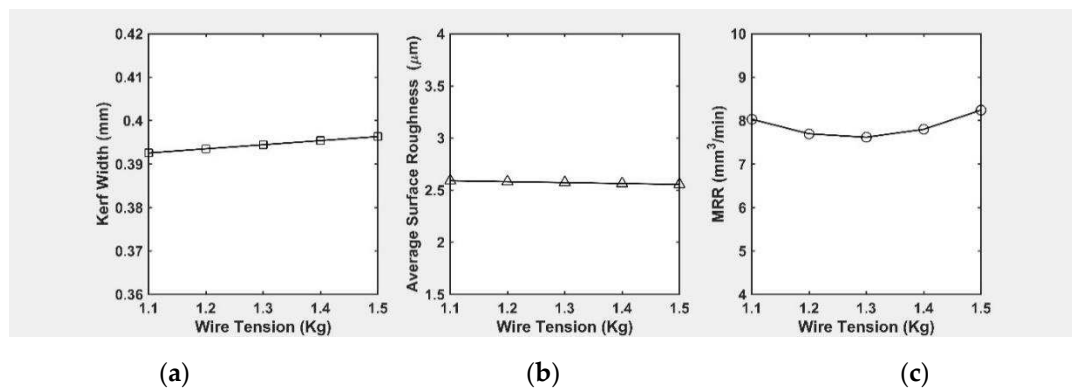 Kerf Width (mm)
0.42
0.41
0.4
0.39
0.38
0.37
0.36
1.1 1.2 1.3 1.4 1.5
Wire Tension (Kg)
(a)
Average Surface Roughness (μm)
4
3.5
3
2.5
2
1.5
1.1 1.2 1.3 1.4 1.5
Wire Tension (Kg)
(b)
MRR (mm³/min)
10
9
8
7
6
5
4
1.1 1.2 1.3 1.4 1.5
Wire Tension (Kg)
(c)